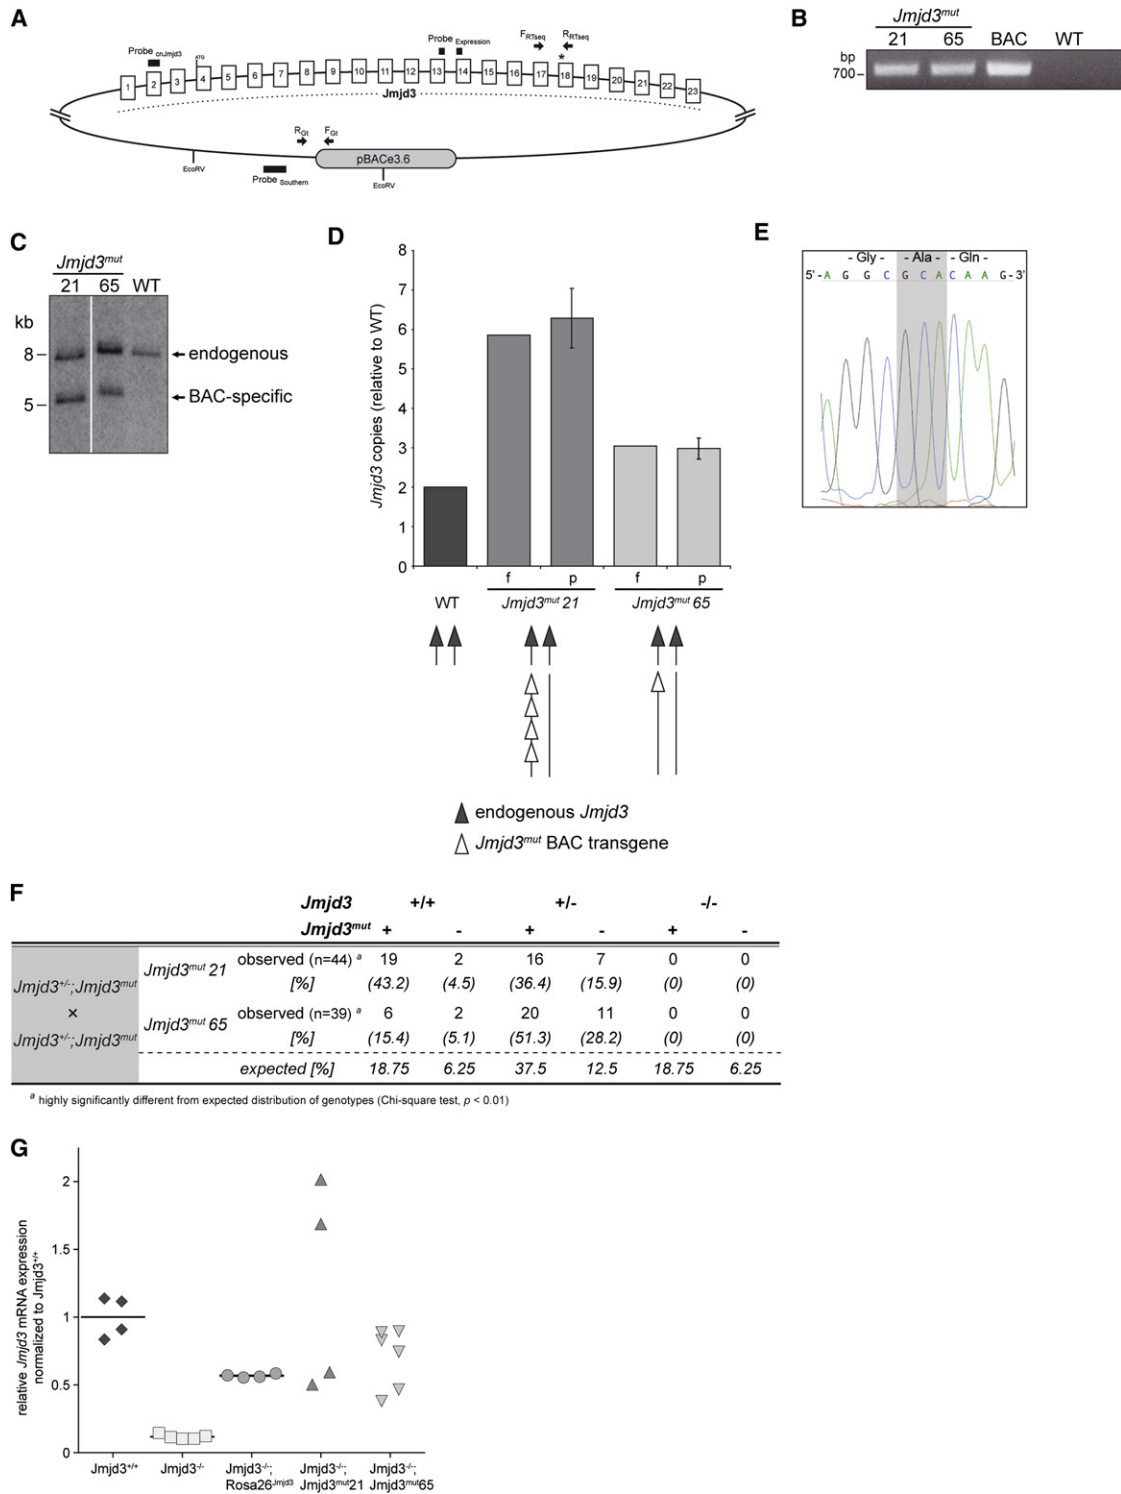 A
Probe cnJmjd3
ATG
Probe Expression
F RTseq
R RTseq
*
1 2 3 4 5 6 7 8 9 10 11 12 13 14 15 16 17 18 19 20 21 22 23
Jmjd3
R Gt
F Gt
pBACe3.6
EcoRV
Probe Southern
EcoRV
B
Jmjd3mut
21 65 BAC WT
bp
700
C
Jmjd3mut
21 65 WT
kb
8
endogenous
5
BAC-specific
D
Jmjd3 copies (relative to WT)
8
7
6
5
4
3
2
1
0
f p f p
WT Jmjd3mut 21 Jmjd3mut 65
endogenous Jmjd3
Jmjd3mut BAC transgene
E
- Gly - - Ala - - Gln -
5'-A G G C G C A C A A G-3'
F
Jmjd3 +/+ +/- -/-
Jmjd3mut + - + - + -
Jmjd3+/-;Jmjd3mut
×
Jmjd3+/-;Jmjd3mut
Jmjd3mut 21 observed (n=44) a 19 2 16 7 0 0
[%] (43.2) (4.5) (36.4) (15.9) (0) (0)
Jmjd3mut 65 observed (n=39) a 6 2 20 11 0 0
[%] (15.4) (5.1) (51.3) (28.2) (0) (0)
expected [%] 18.75 6.25 37.5 12.5 18.75 6.25
a highly significantly different from expected distribution of genotypes (Chi-square test, p < 0.01)
G
relative Jmjd3 mRNA expression
normalized to Jmjd3+/+
2
1.5
1
0.5
0
Jmjd3+/+ Jmjd3-/- Jmjd3-/-; Jmjd3-/-; Jmjd3-/-;
Rosa26Jmjd3 Jmjd3mut21 Jmjd3mut65